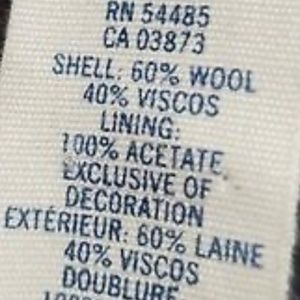 RN 54485
CA 03873
SHELL: 60% WOOL
40% VISCOS
LINING:
100% ACETATE,
EXCLUSIVE OF
DECORATION
EXTÉRIEUR: 60% LAINE
40% VISCOS
DOUBLURE